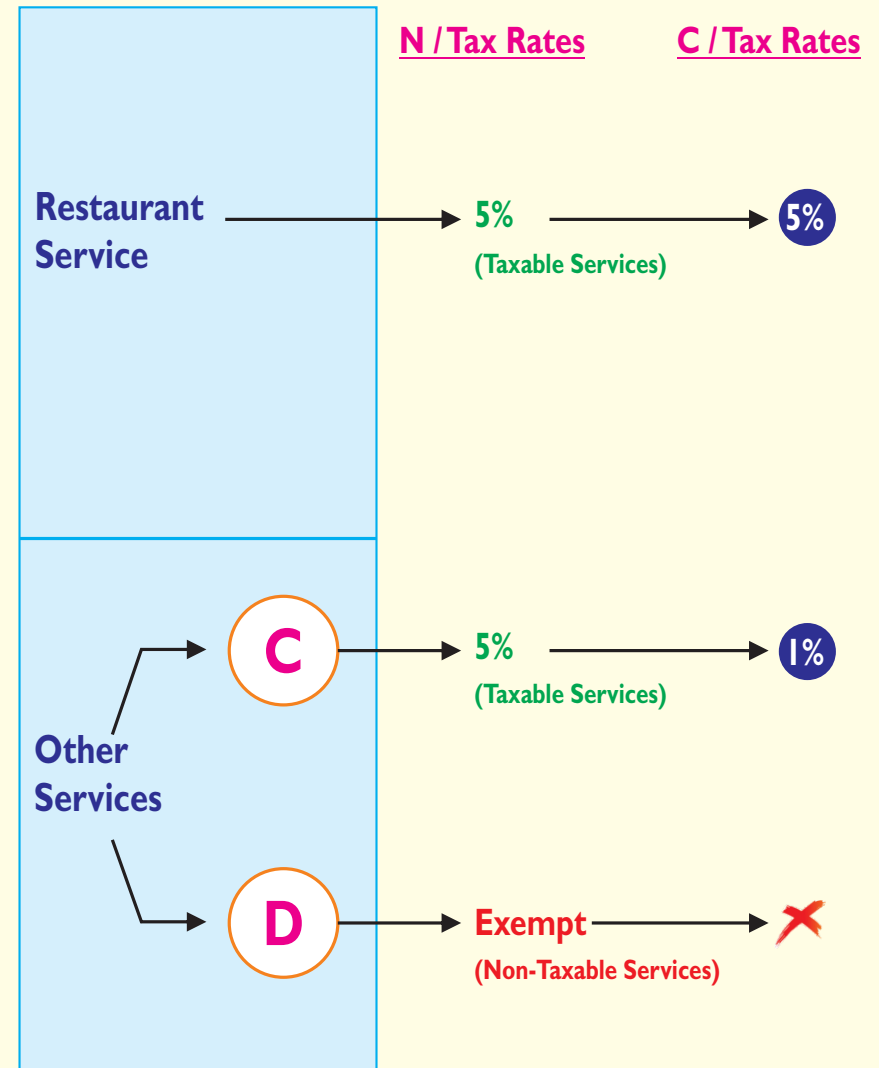 N / Tax Rates
C / Tax Rates
Restaurant
Service
5%
(Taxable Services)
5%
C
5%
(Taxable Services)
1%
Other
Services
D
Exempt
(Non-Taxable Services)